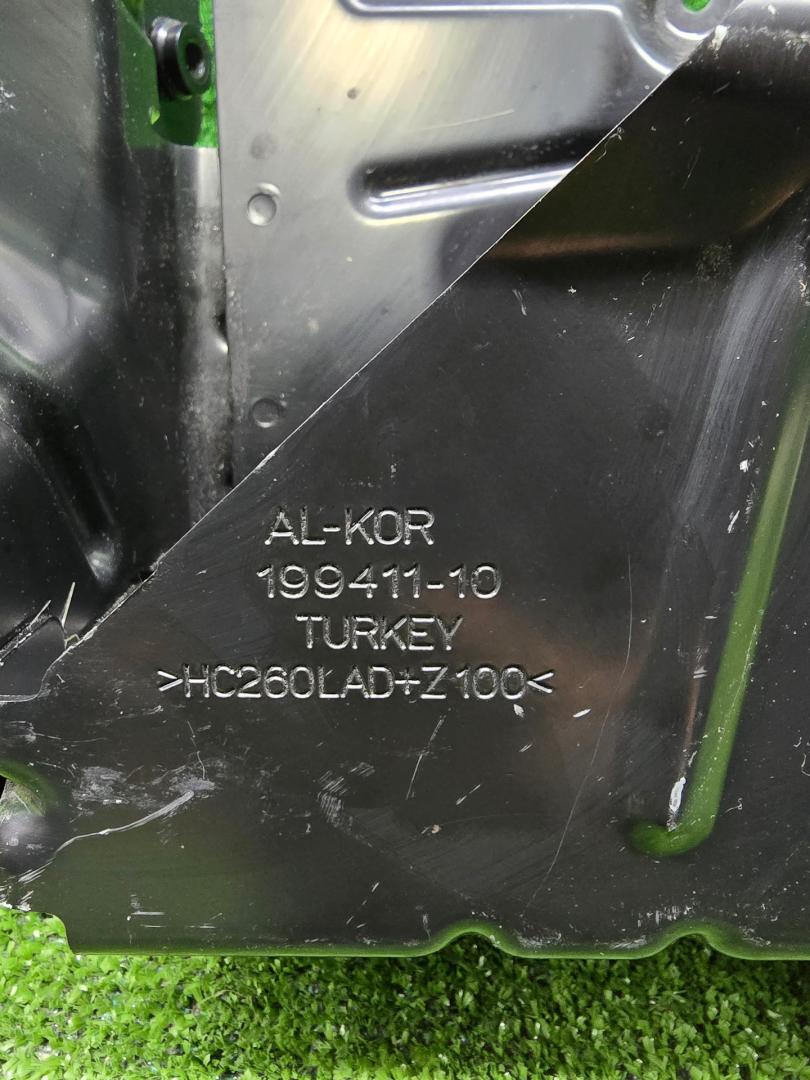 AL-KOR
199411-10
TURKEY
>HC260LAD+Z100<